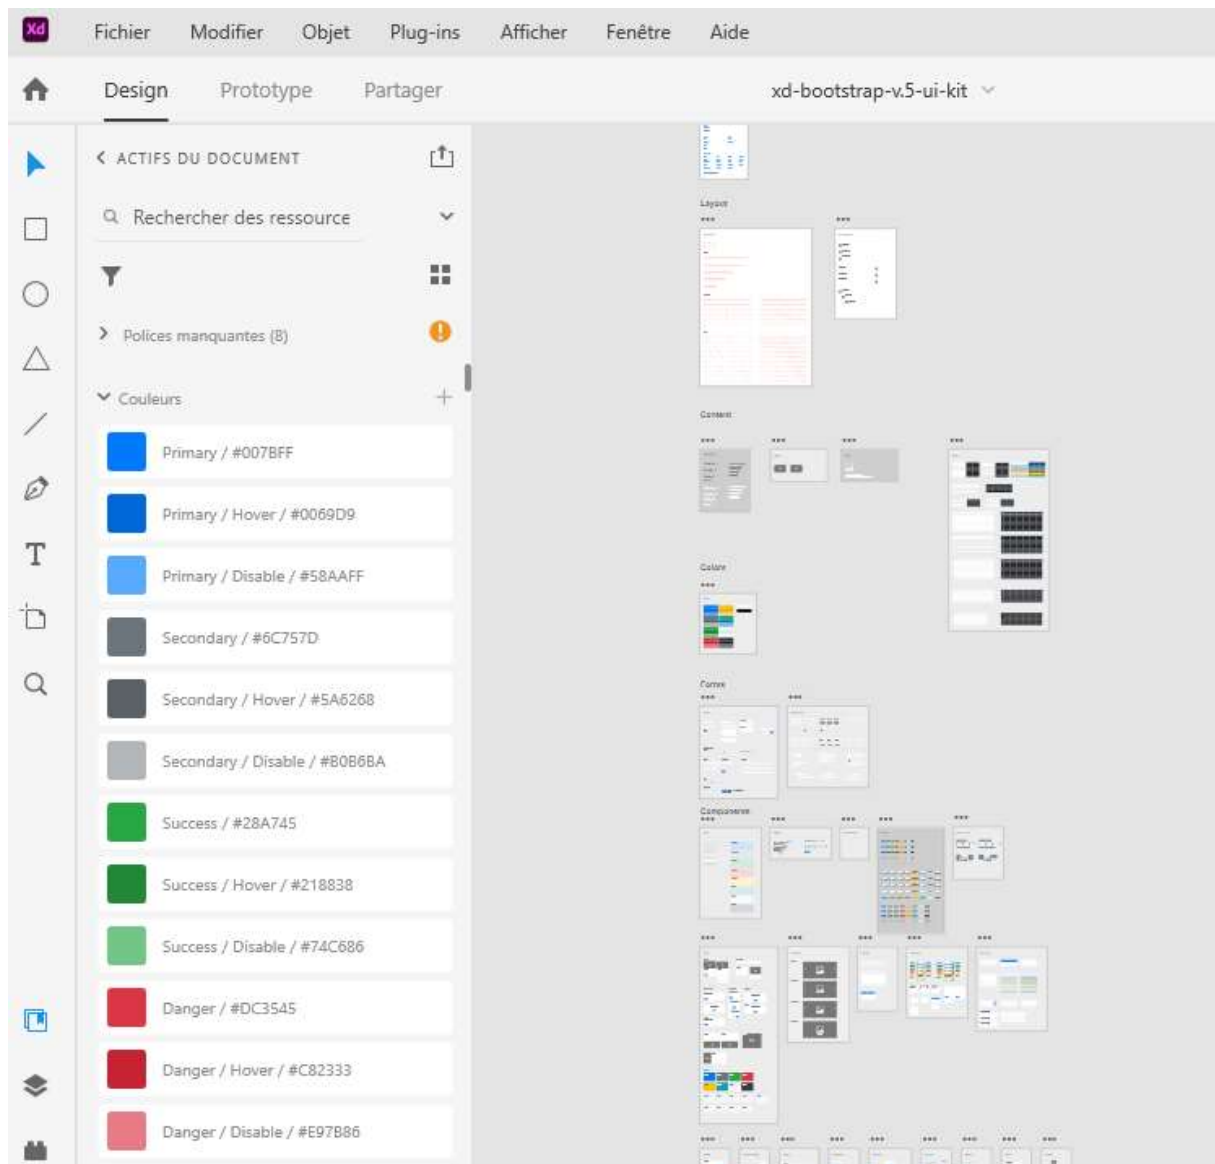 Xd Fichier Modifier Objet Plug-ins Afficher Fenêtre Aide
Design Prototype Partager xd-bootstrap-v.5-ui-kit
ACTIFS DU DOCUMENT
Rechercher des ressource
Polices manquantes (8)
Couleurs
Primary / #007BFF
Primary / Hover / #0069D9
Primary / Disable / #58AAFF
Secondary / #6C757D
Secondary / Hover / #5A6268
Secondary / Disable / #B0B6BA
Success / #28A745
Success / Hover / #218838
Success / Disable / #74C686
Danger / #DC3545
Danger / Hover / #C82333
Danger / Disable / #E97B86
Layout
Content
Colors
Forms
Components